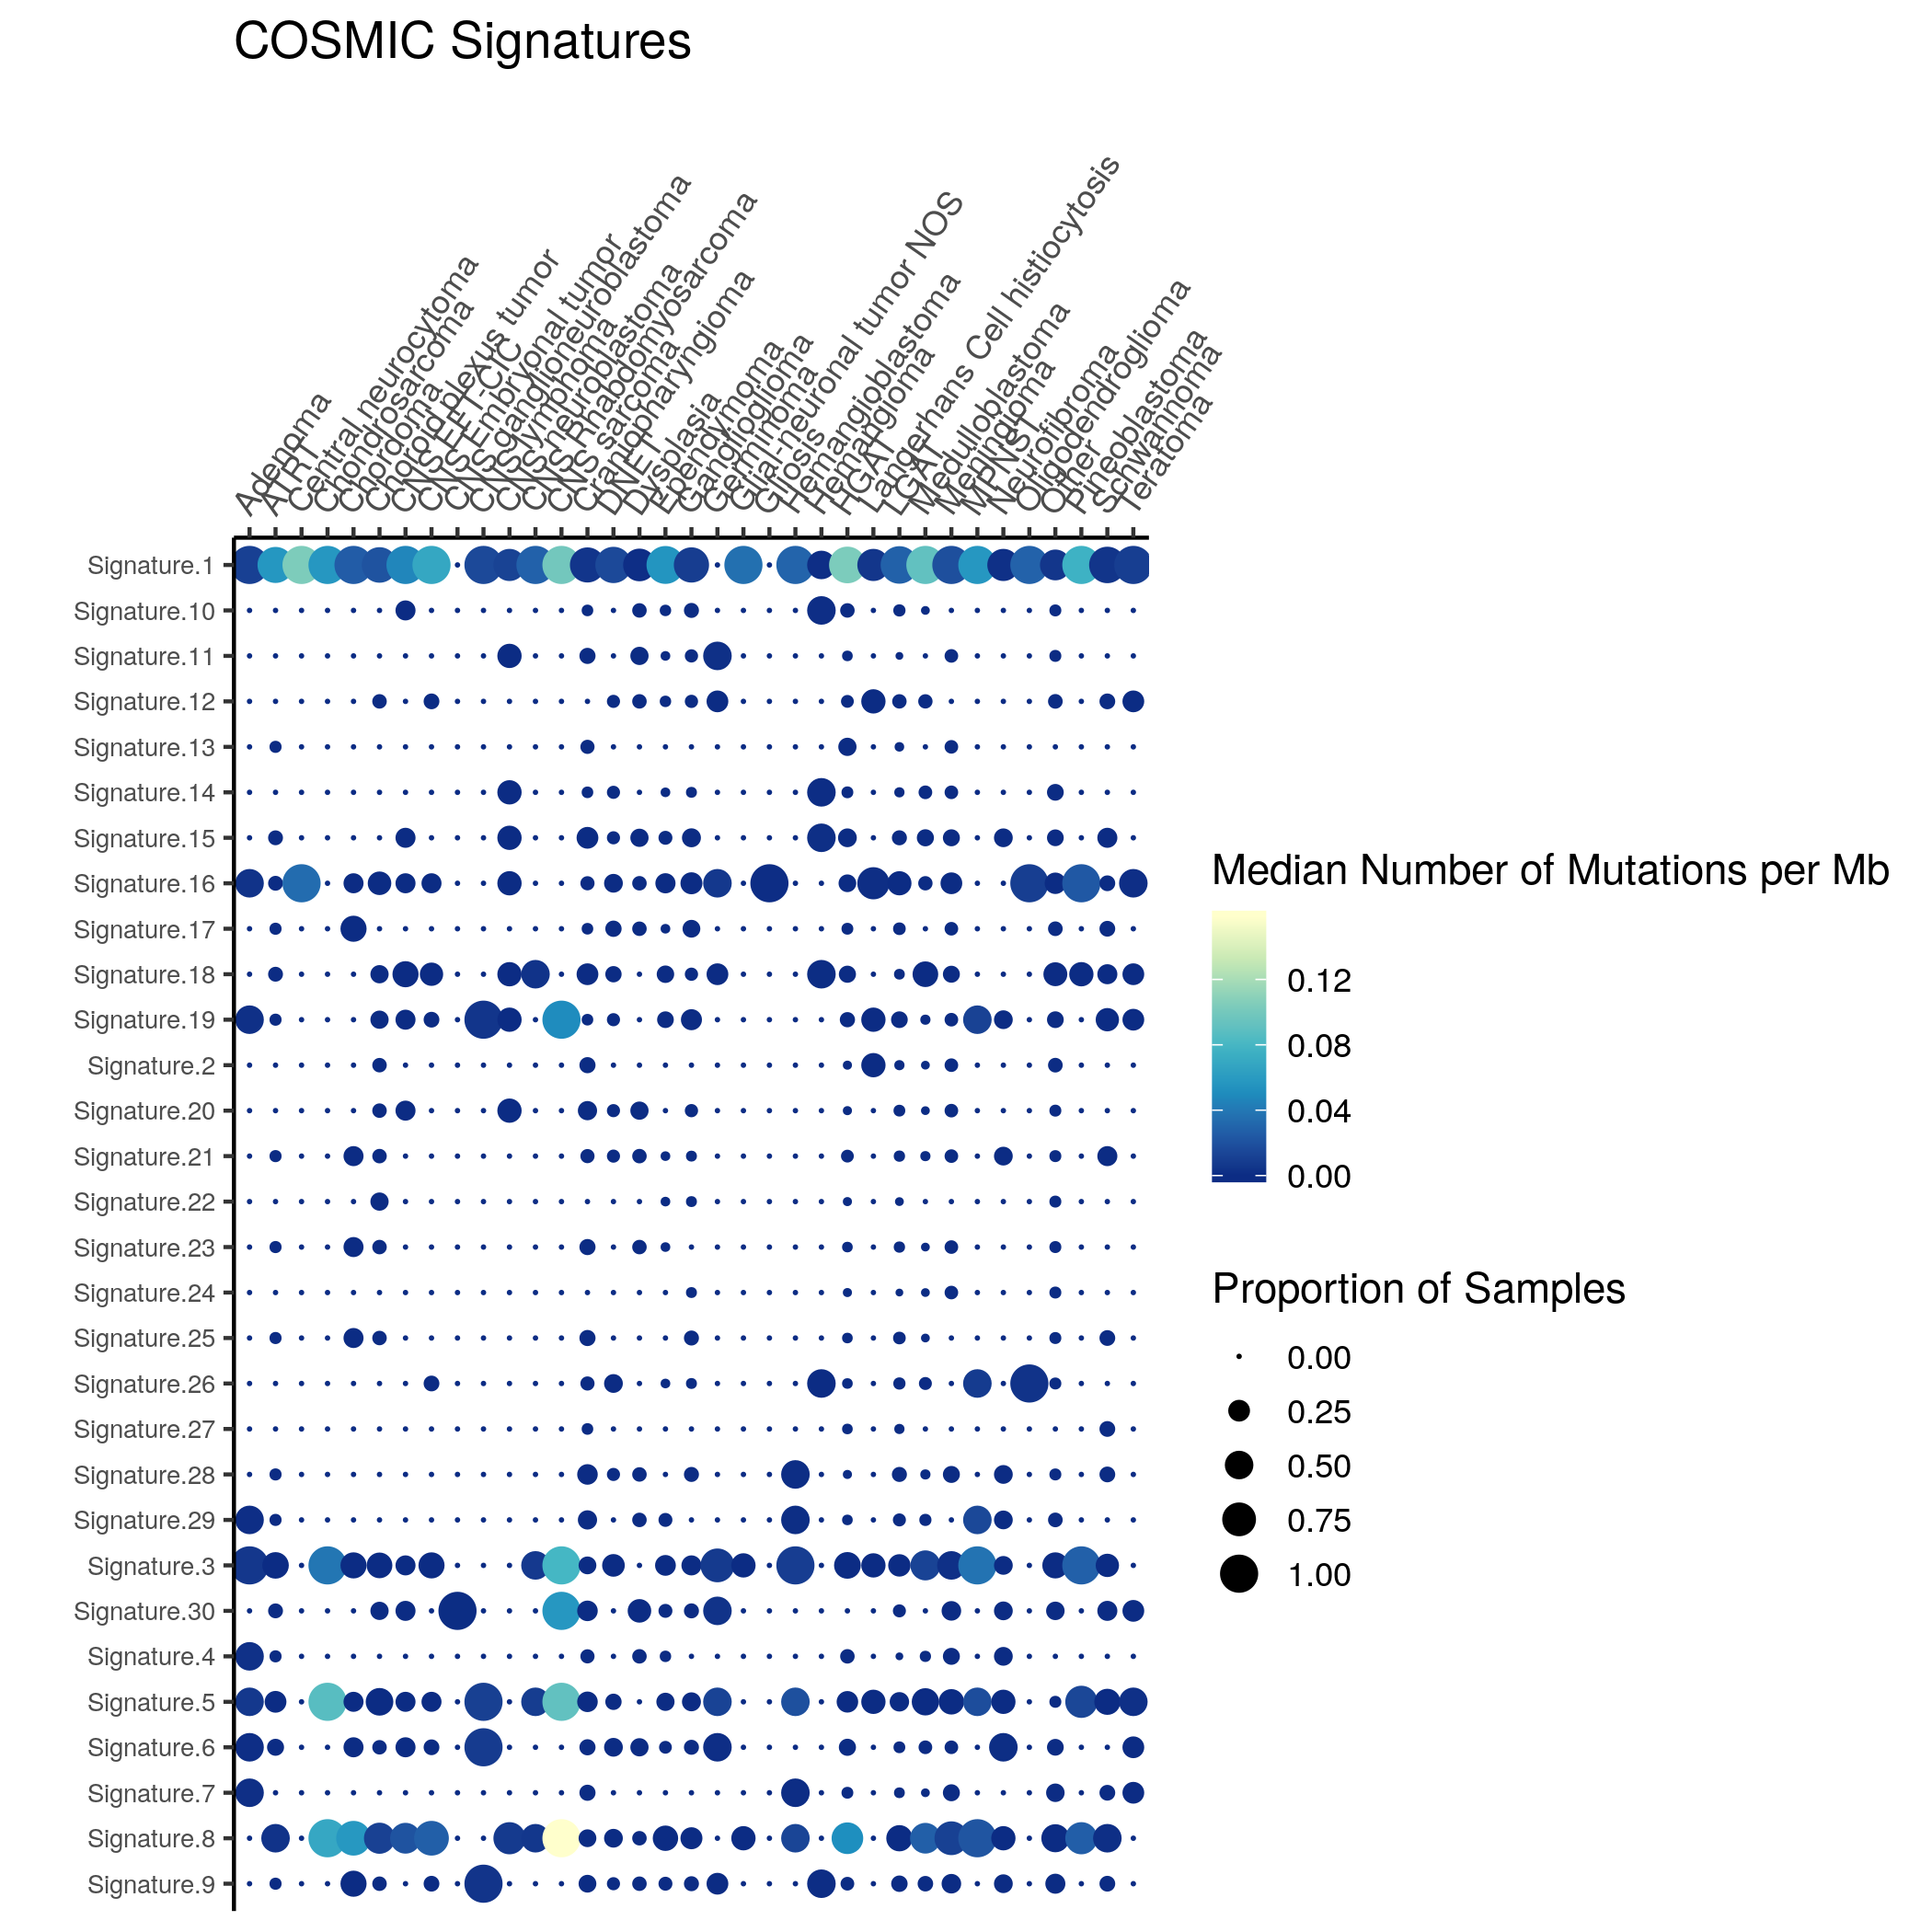 COSMIC Signatures
Adenoma
ATRT
Central neurocytoma
Chondrosarcoma
Chordoma
Choroid plexus tumor
CNS EFT-CIC
CNS Embryonal tumor
CNS ganglioneuroblastoma
CNS lymphoma
CNS neuroblastoma
CNS Rhabdomyosarcoma
CNS sarcoma
Craniopharyngioma
DNET
Dysplasia
Ependymoma
Ganglioglioma
Germinoma
Glial-neuronal tumor NOS
Gliosis
Hemangioblastoma
Hemangioma
HGAT
Langerhans Cell histiocytosis
LGAT
Medulloblastoma
Meningioma
MPNST
Neurofibroma
Oligodendroglioma
Other
Pineoblastoma
Schwannoma
Teratoma
Signature.1
Signature.10
Signature.11
Signature.12
Signature.13
Signature.14
Signature.15
Signature.16
Signature.17
Signature.18
Signature.19
Signature.2
Signature.20
Signature.21
Signature.22
Signature.23
Signature.24
Signature.25
Signature.26
Signature.27
Signature.28
Signature.29
Signature.3
Signature.30
Signature.4
Signature.5
Signature.6
Signature.7
Signature.8
Signature.9
Median Number of Mutations per Mb
0.12
0.08
0.04
0.00
Proportion of Samples
0.00
0.25
0.50
0.75
1.00